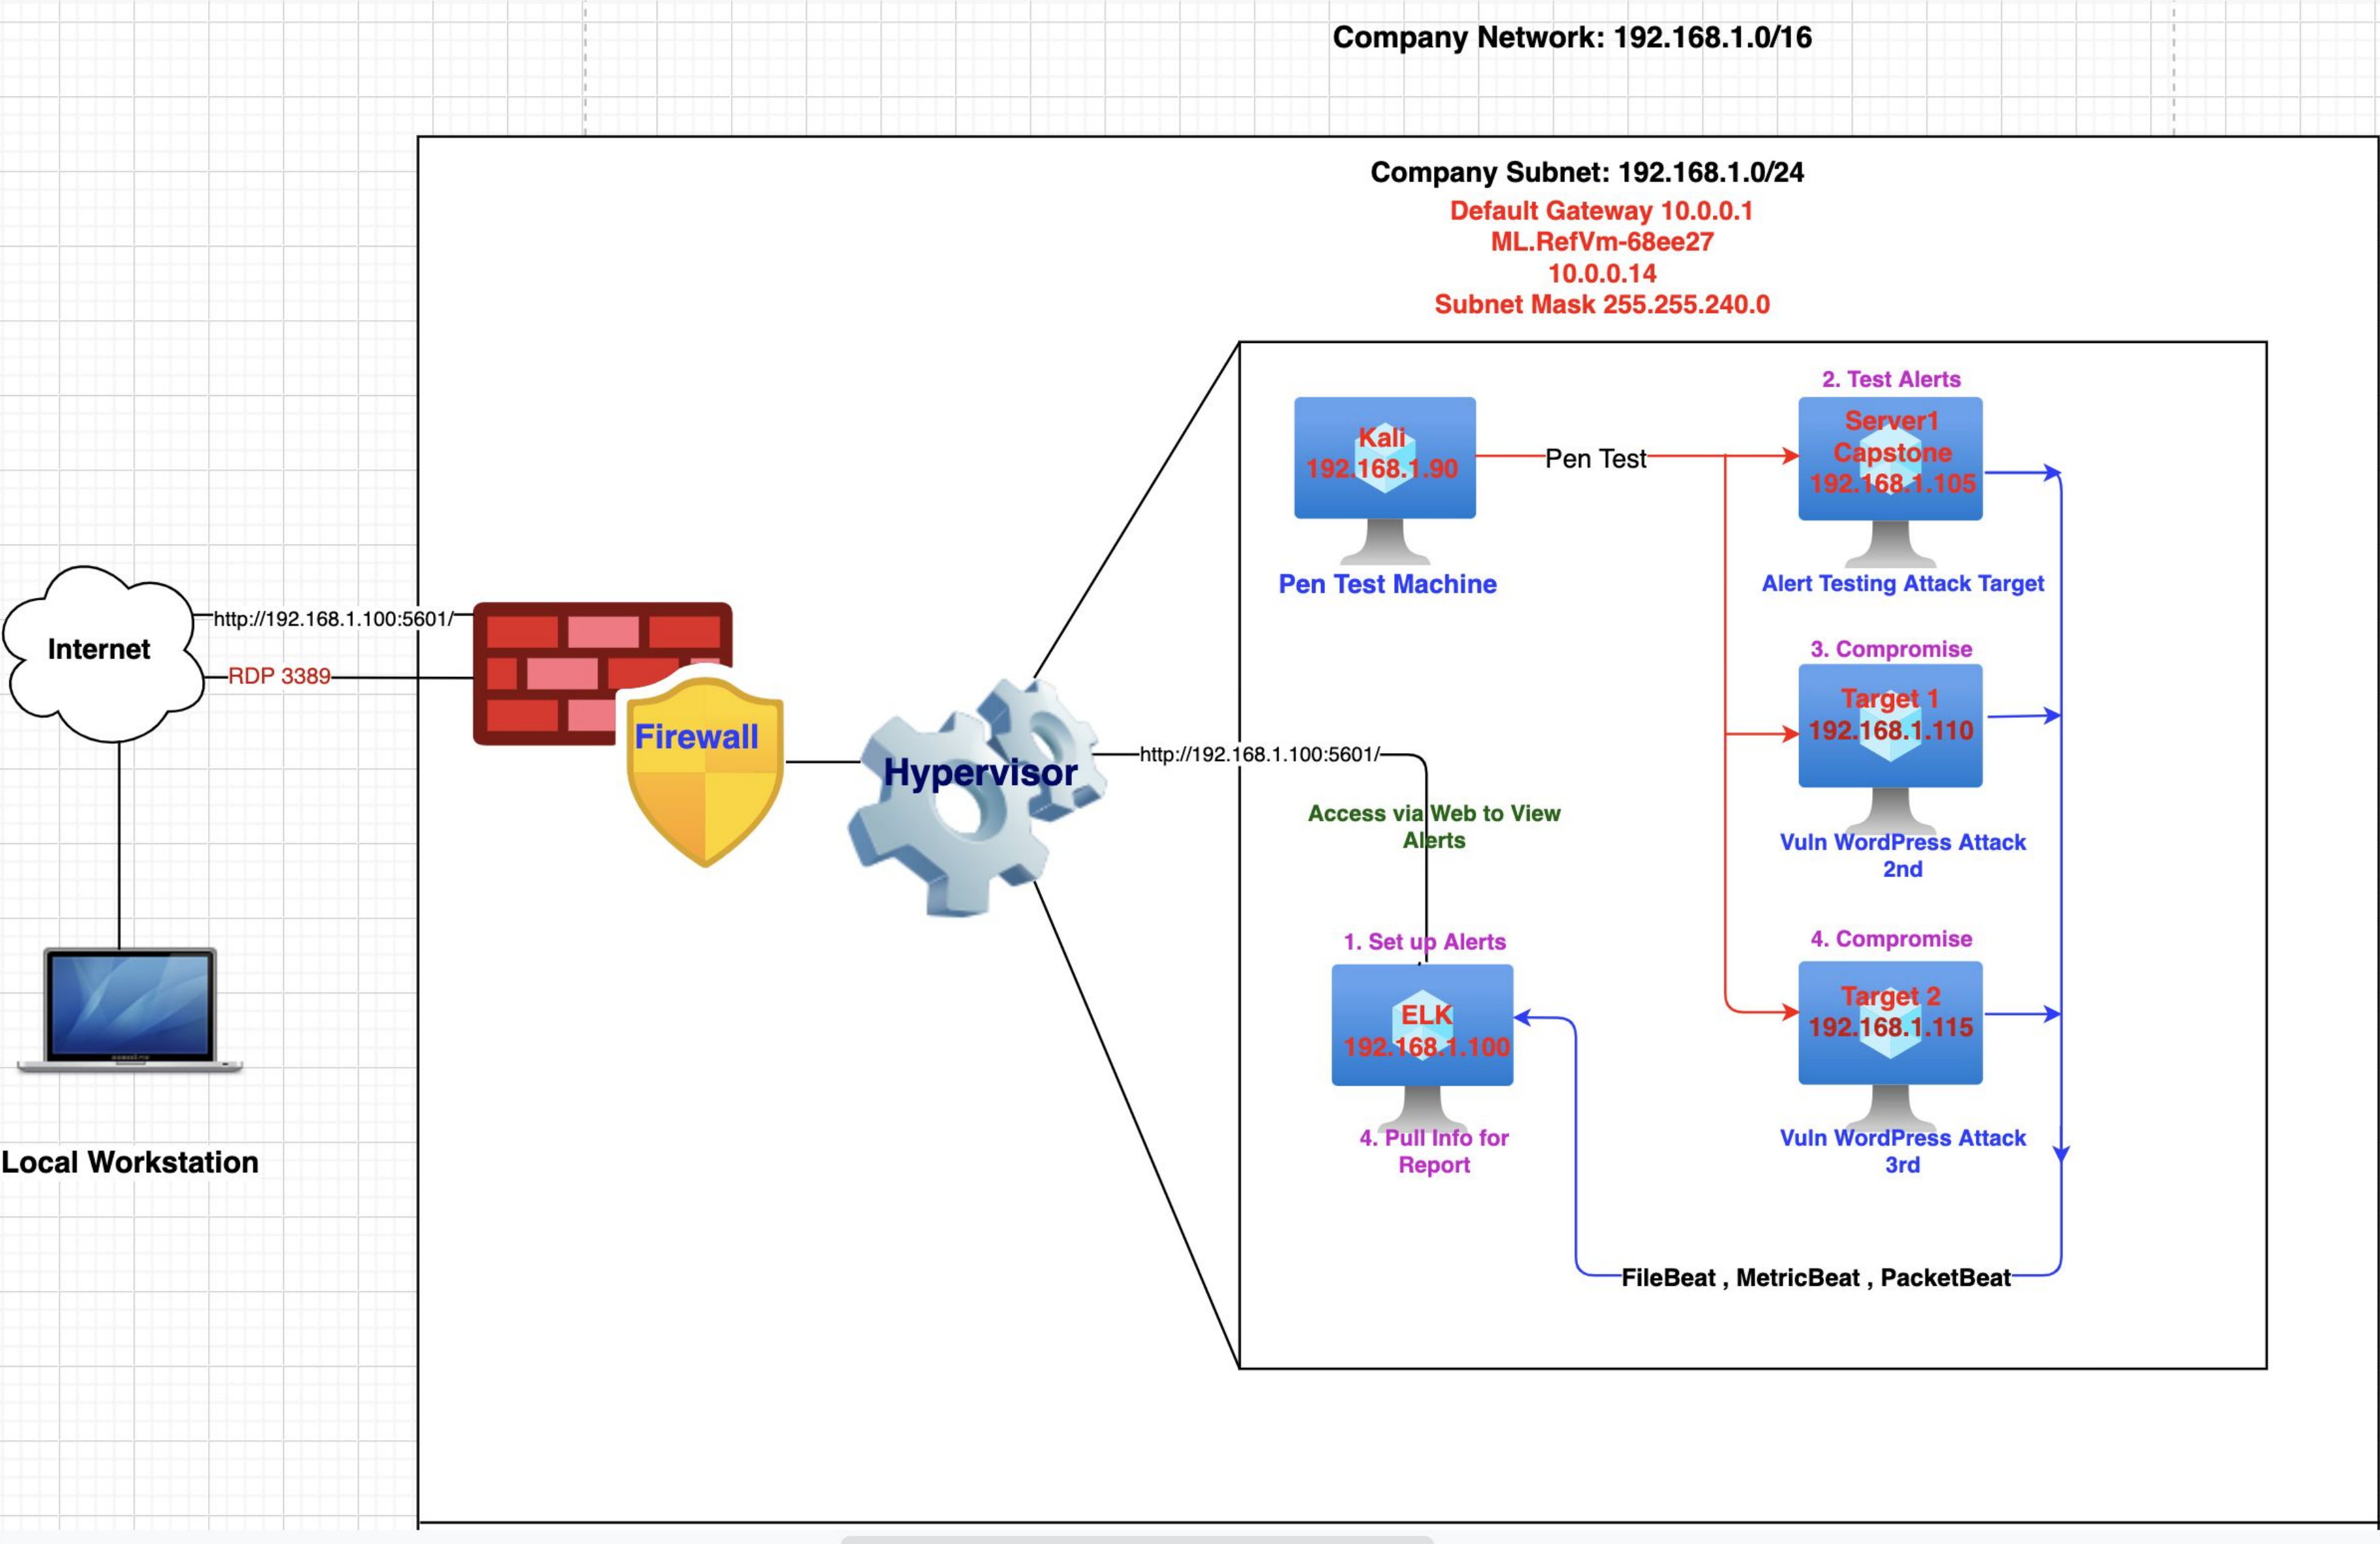 Company Network: 192.168.1.0/16
Company Subnet: 192.168.1.0/24
Default Gateway 10.0.0.1
ML.RefVm-68ee27
10.0.0.14
Subnet Mask 255.255.240.0
Internet
http://192.168.1.100:5601/
RDP 3389
Local Workstation
Firewall
Hypervisor
http://192.168.1.100:5601/
Access via Web to View
Alerts
Kali
192.168.1.90
Pen Test Machine
Pen Test
2. Test Alerts
Server1
Capstone
192.168.1.105
Alert Testing Attack Target
3. Compromise
Target 1
192.168.1.110
Vuln WordPress Attack
2nd
1. Set up Alerts
ELK
192.168.1.100
4. Pull Info for
Report
4. Compromise
Target 2
192.168.1.115
Vuln WordPress Attack
3rd
FileBeat , MetricBeat , PacketBeat